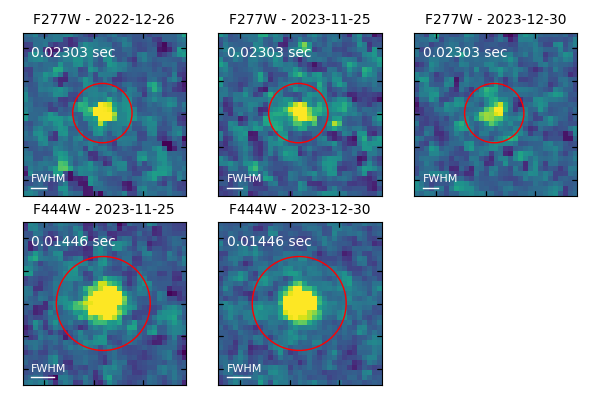 F277W - 2022-12-26
F277W - 2023-11-25
F277W - 2023-12-30
0.02303 sec
0.02303 sec
0.02303 sec
FWHM
FWHM
FWHM
F444W - 2023-11-25
F444W - 2023-12-30
0.01446 sec
0.01446 sec
FWHM
FWHM